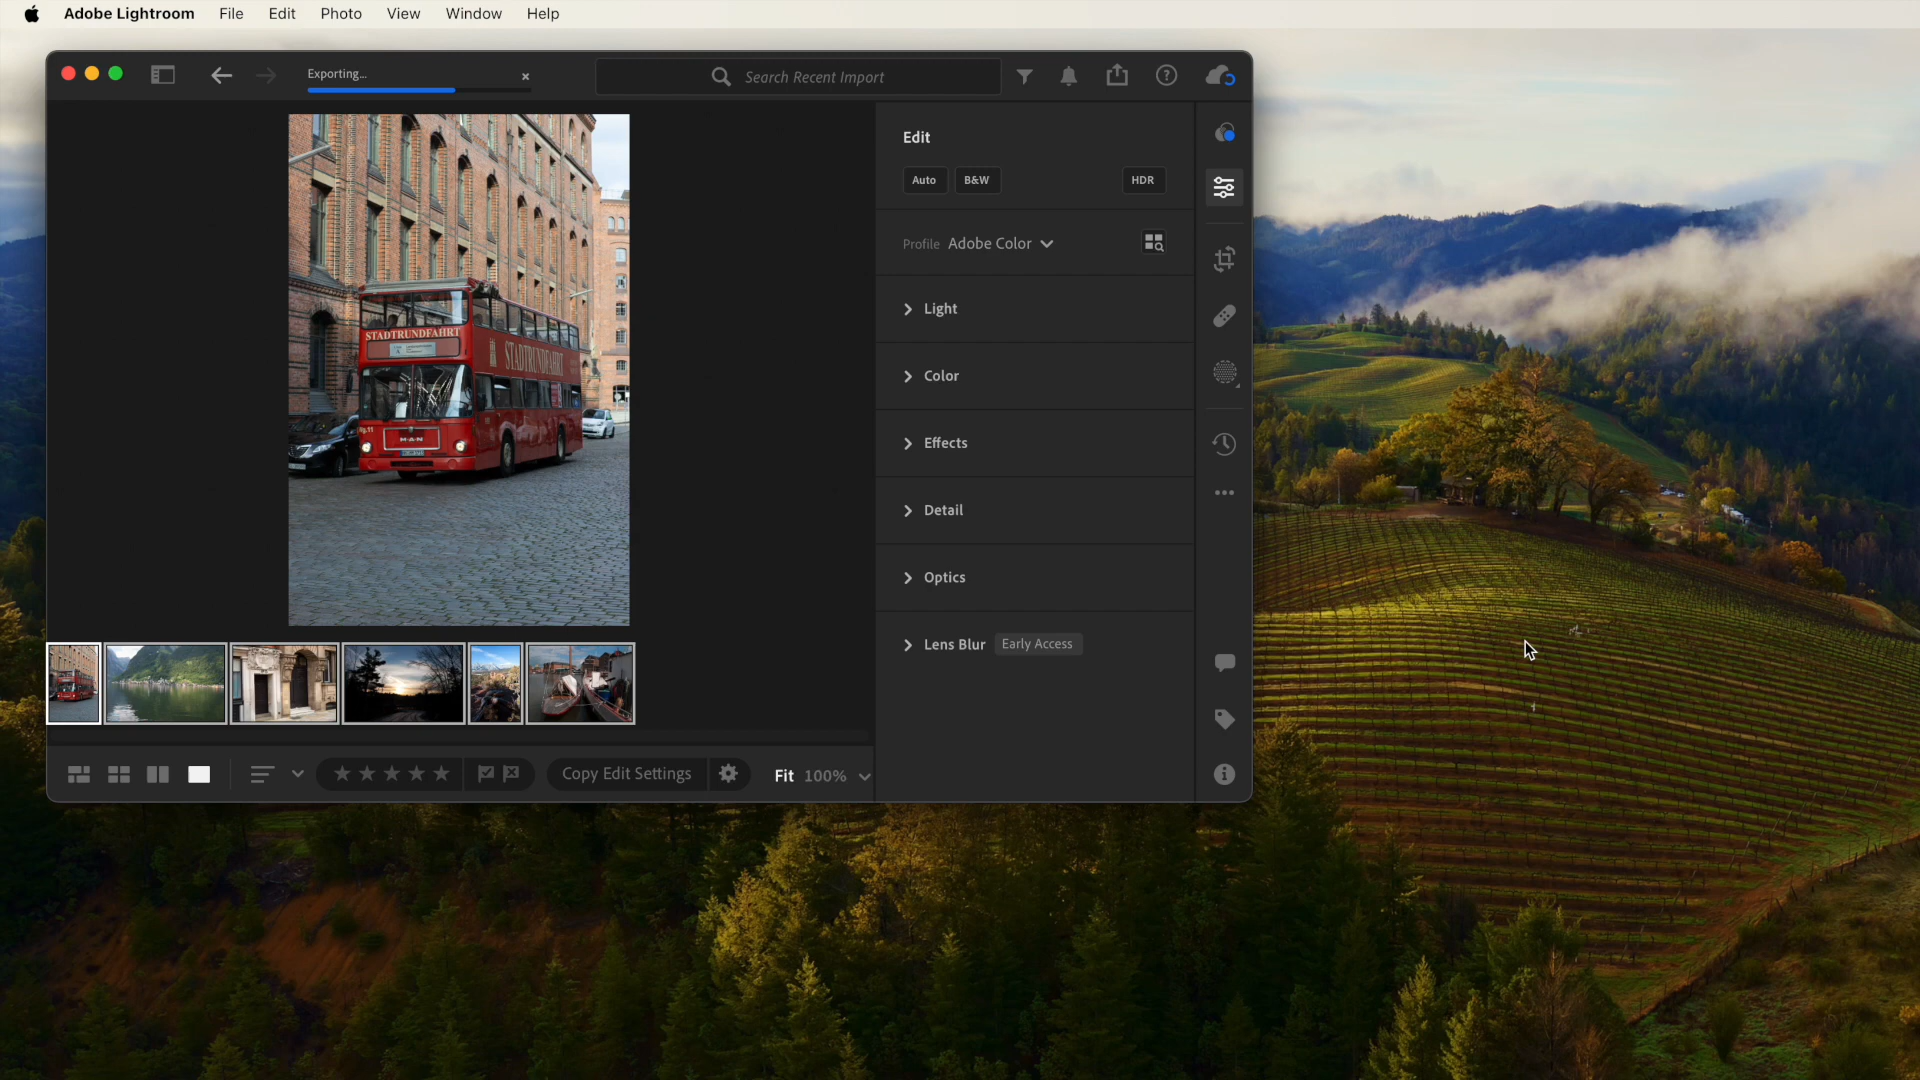 Adobe Lightroom File Edit Photo View Window Help
Exporting...
Search Recent Import
Edit
Auto B&W HDR
Profile Adobe Color
Light
Color
Effects
Detail
Optics
Lens Blur Early Access
STADTRUNDFAHRT
STADTRUNDFAHRT
MAN
Copy Edit Settings
Fit 100%